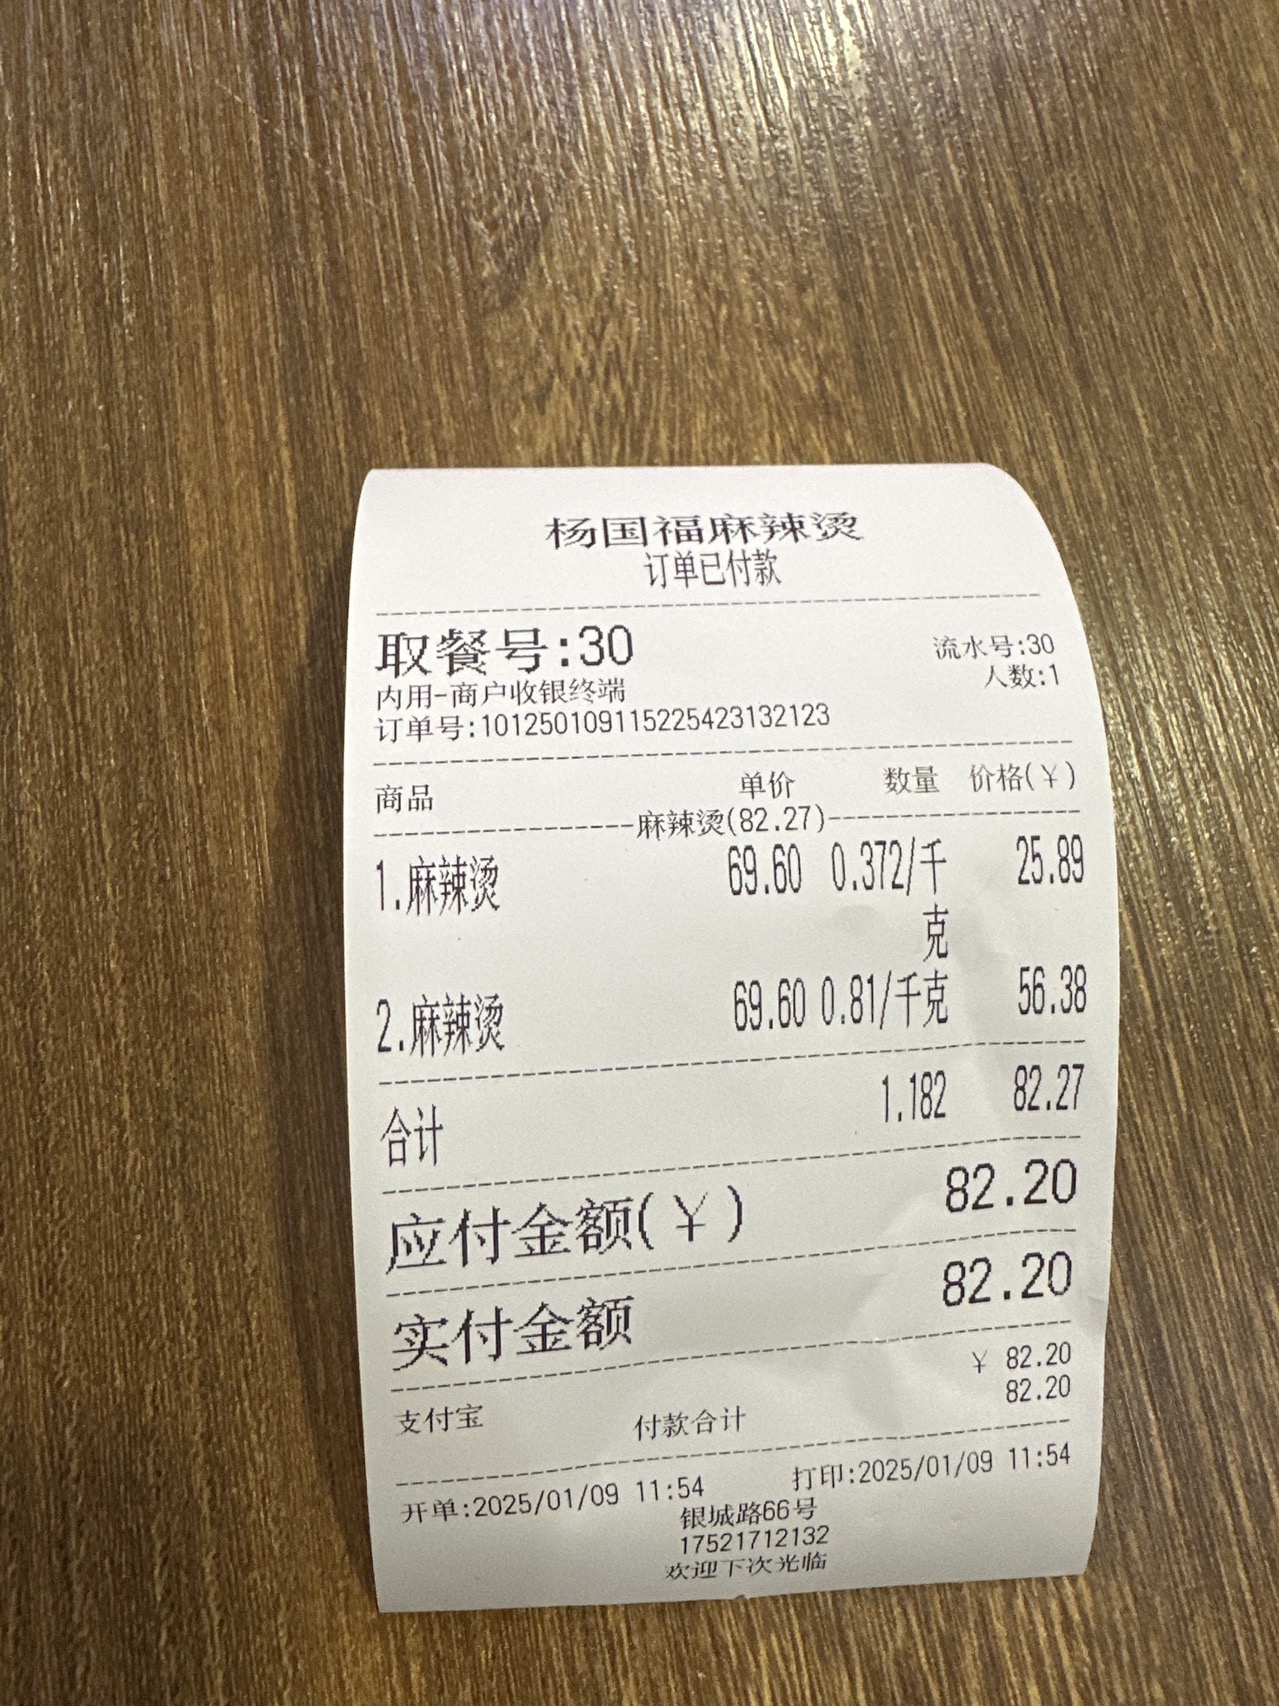 杨国福麻辣烫
订单已付款
取餐号:30 流水号:30
内用-商户收银终端 人数:1
订单号:101250109115225423132123
商品 单价 数量 价格(¥)
麻辣烫(82.27)
1.麻辣烫 69.60 0.372/千克 25.89
2.麻辣烫 69.60 0.81/千克 56.38
合计 1.182 82.27
应付金额(¥) 82.20
实付金额 82.20
支付宝 ¥ 82.20
付款合计 82.20
开单:2025/01/09 11:54 打印:2025/01/09 11:54
银城路66号
17521712132
欢迎下次光临